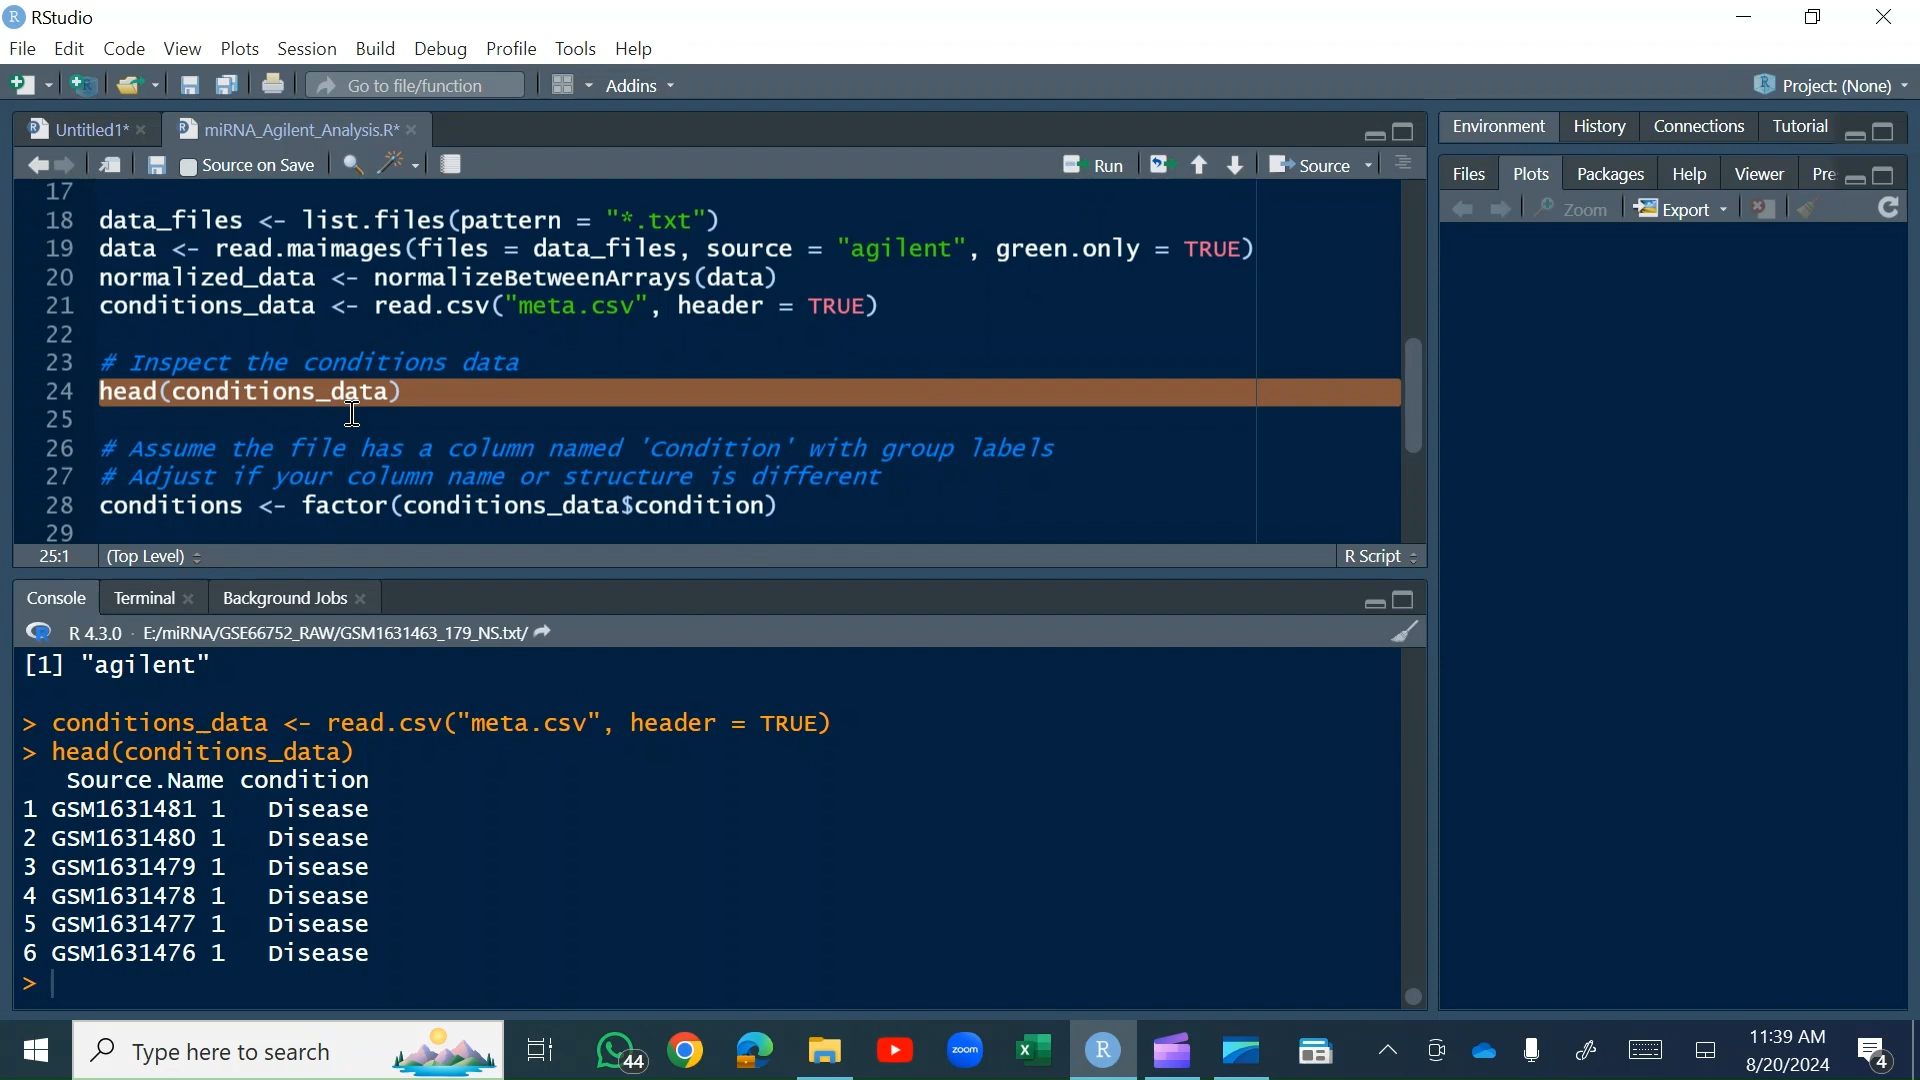 RStudio
File Edit Code View Plots Session Build Debug Profile Tools Help
Go to file/function Addins Project: (None)
Untitled1* miRNA_Agilent_Analysis.R*
Source on Save Run Source
17
18 data_files <- list.files(pattern = "*.txt")
19 data <- read.maimages(files = data_files, source = "agilent", green.only = TRUE)
20 normalized_data <- normalizeBetweenArrays(data)
21 conditions_data <- read.csv("meta.csv", header = TRUE)
22
23 # Inspect the conditions data
24 head(conditions_data)
25
26 # Assume the file has a column named 'Condition' with group labels
27 # Adjust if your column name or structure is different
28 conditions <- factor(conditions_data$condition)
29
25:1 (Top Level) R Script
Console Terminal Background Jobs
R 4.3.0 · E:/miRNA/GSE66752_RAW/GSM1631463_179_NS.txt/
[1] "agilent"
> conditions_data <- read.csv("meta.csv", header = TRUE)
> head(conditions_data)
Source.Name condition
1 GSM1631481 1 Disease
2 GSM1631480 1 Disease
3 GSM1631479 1 Disease
4 GSM1631478 1 Disease
5 GSM1631477 1 Disease
6 GSM1631476 1 Disease
>
Environment History Connections Tutorial
Files Plots Packages Help Viewer Pre
Zoom Export
Type here to search 44 zoom R 11:39 AM
8/20/2024 4